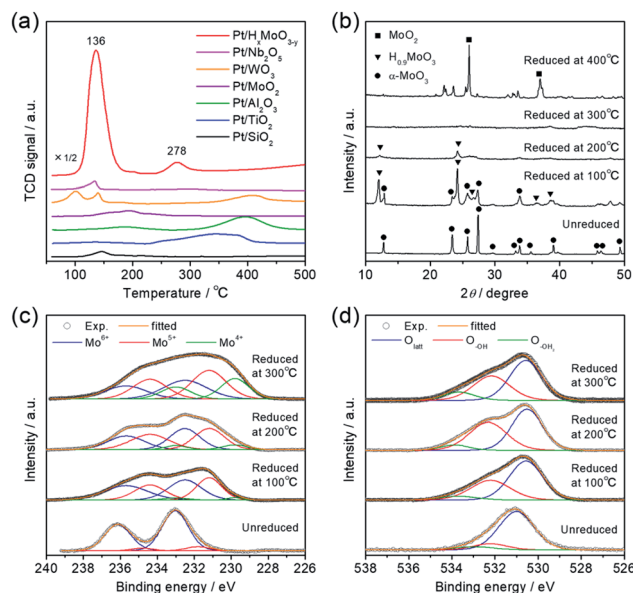 (a)
136
278
× 1/2
Pt/HxMoO3-y
Pt/Nb2O5
Pt/WO3
Pt/MoO2
Pt/Al2O3
Pt/TiO2
Pt/SiO2
TCD signal / a.u.
100 200 300 400 500
Temperature / °C
(b)
MoO2
H0.9MoO3
α-MoO3
Reduced at 400°C
Reduced at 300°C
Reduced at 200°C
Reduced at 100°C
Unreduced
Intensity / a.u.
10 20 30 40 50
2θ / degree
(c)
Exp. fitted
Mo6+ Mo5+ Mo4+
Reduced
at 300°C
Reduced
at 200°C
Reduced
at 100°C
Unreduced
Intensity / a.u.
240 238 236 234 232 230 228 226
Binding energy / eV
(d)
Exp. fitted
Olatt O-OH O-OH2
Reduced
at 300°C
Reduced
at 200°C
Reduced
at 100°C
Unreduced
Intensity / a.u.
538 536 534 532 530 528 526
Binding energy / eV